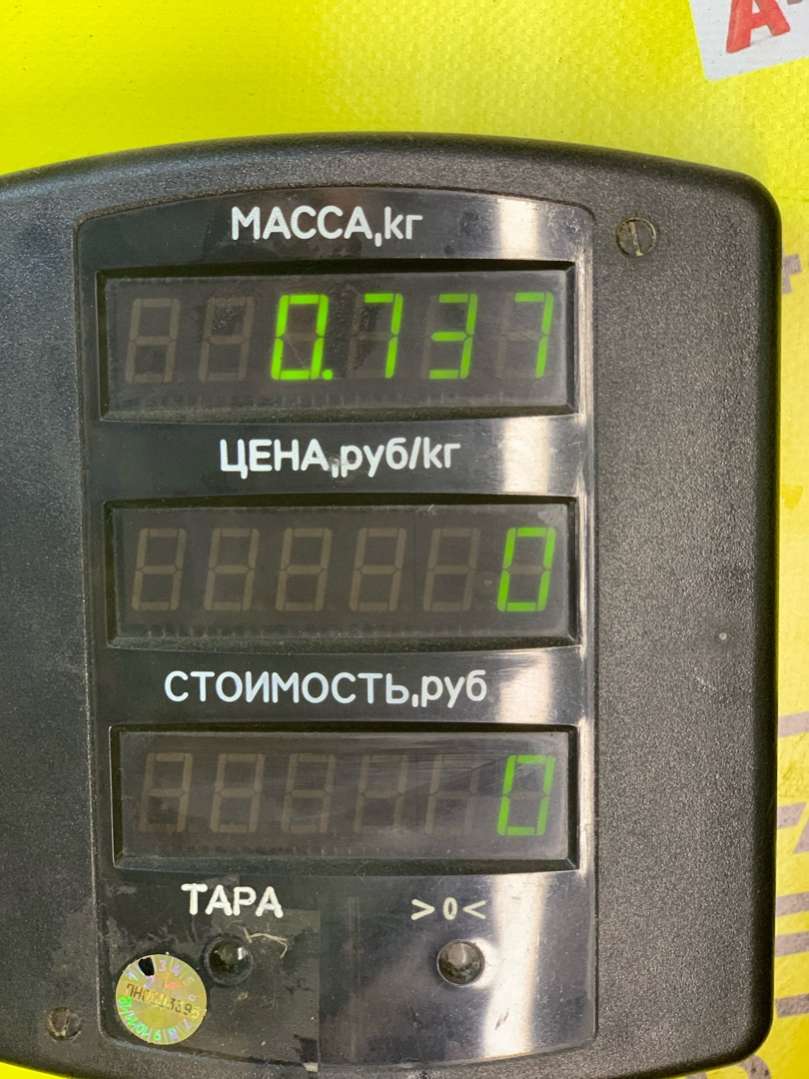 МАССА,кг
0.737
ЦЕНА,руб/кг
0
СТОИМОСТЬ,руб
0
ТАРА >0<